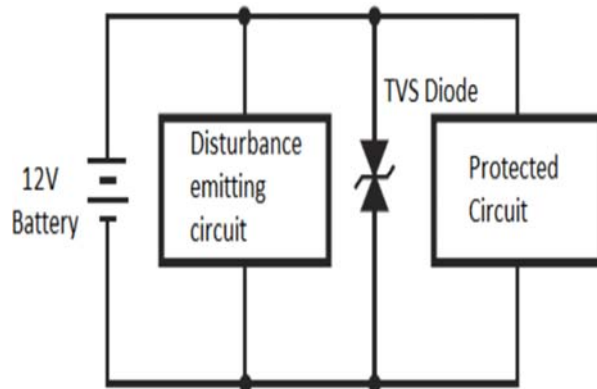 12V
Battery
Disturbance
emitting
circuit
TVS Diode
Protected
Circuit